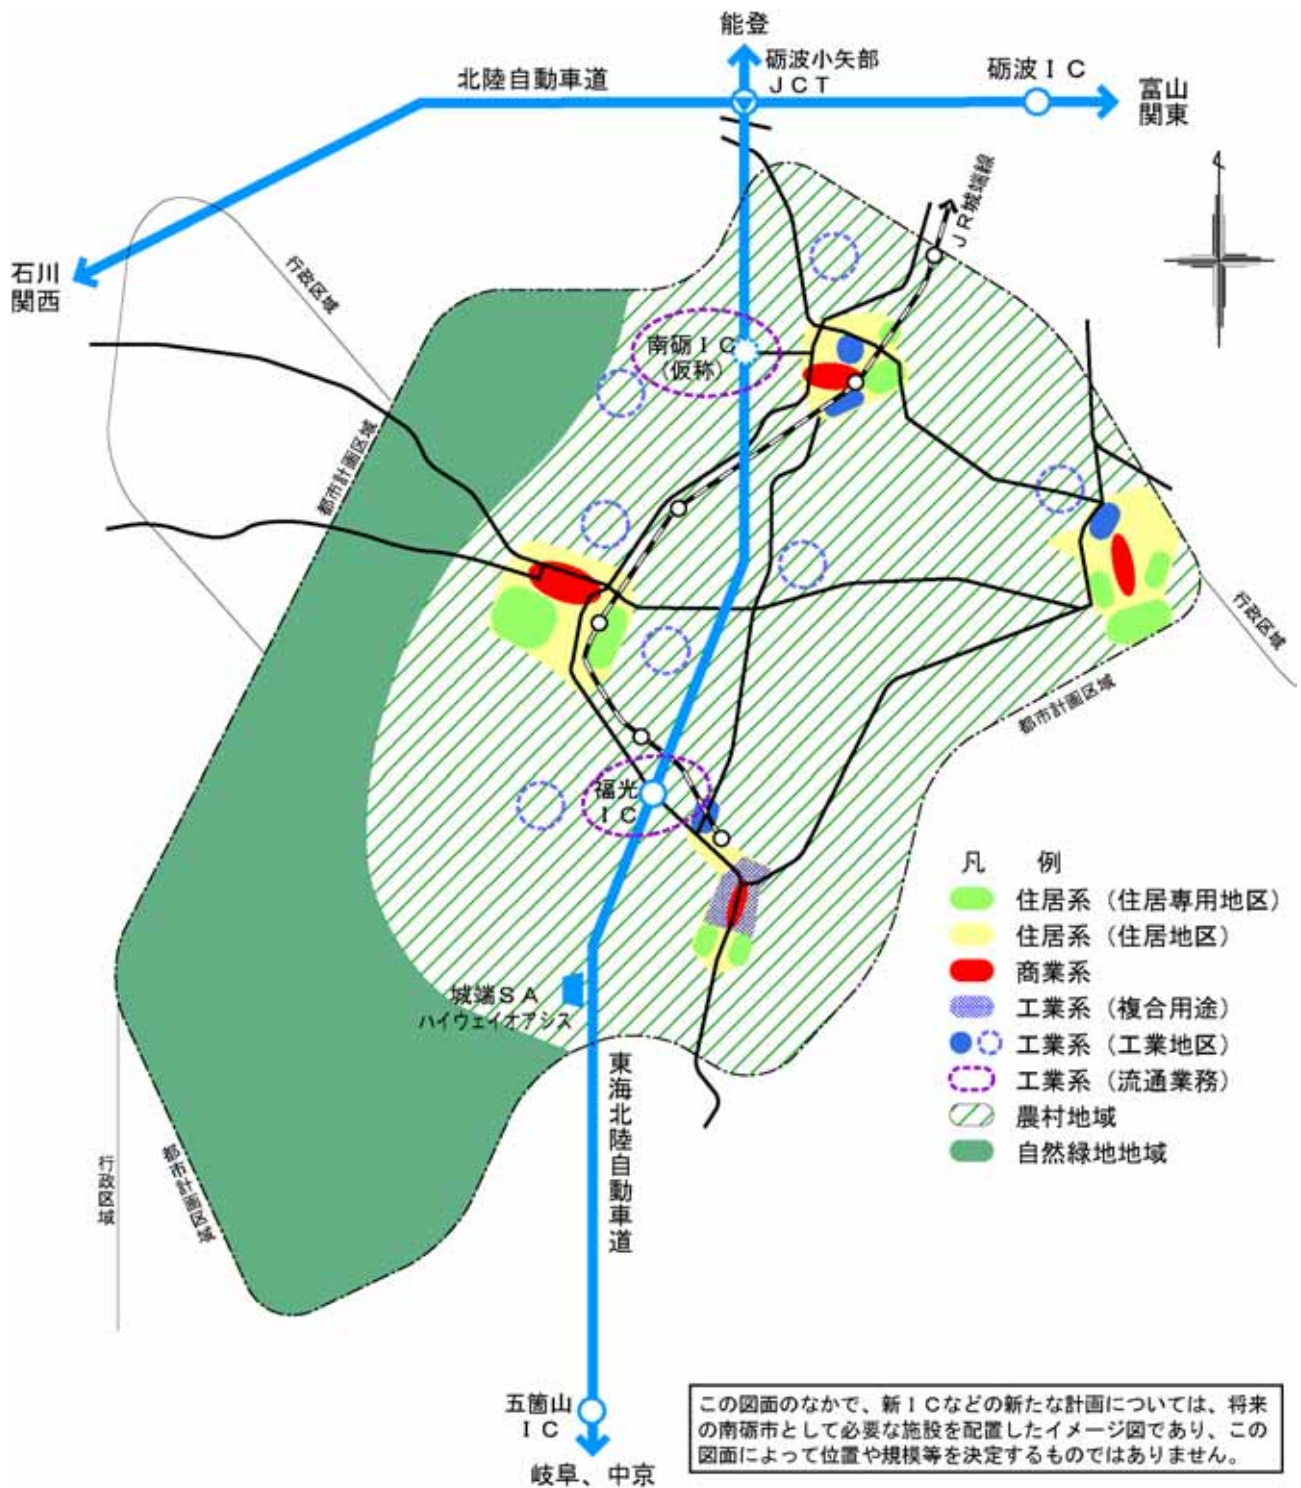 能登
北陸自動車道
砺波小矢部
ＪＣＴ
砺波ＩＣ
富山
関東
ＪＲ城端線
石川
関西
行政区域
南砺ＩＣ
（仮称）
都市計画区域
行政区域
都市計画区域
福光
ＩＣ
城端ＳＡ
ハイウェイオアシス
東海北陸自動車道
行政区域
都市計画区域
凡　例
住居系（住居専用地区）
住居系（住居地区）
商業系
工業系（複合用途）
工業系（工業地区）
工業系（流通業務）
農村地域
自然緑地地域
五箇山
ＩＣ
岐阜、中京
この図面のなかで、新ＩＣなどの新たな計画については、将来
の南砺市として必要な施設を配置したイメージ図であり、この
図面によって位置や規模等を決定するものではありません。